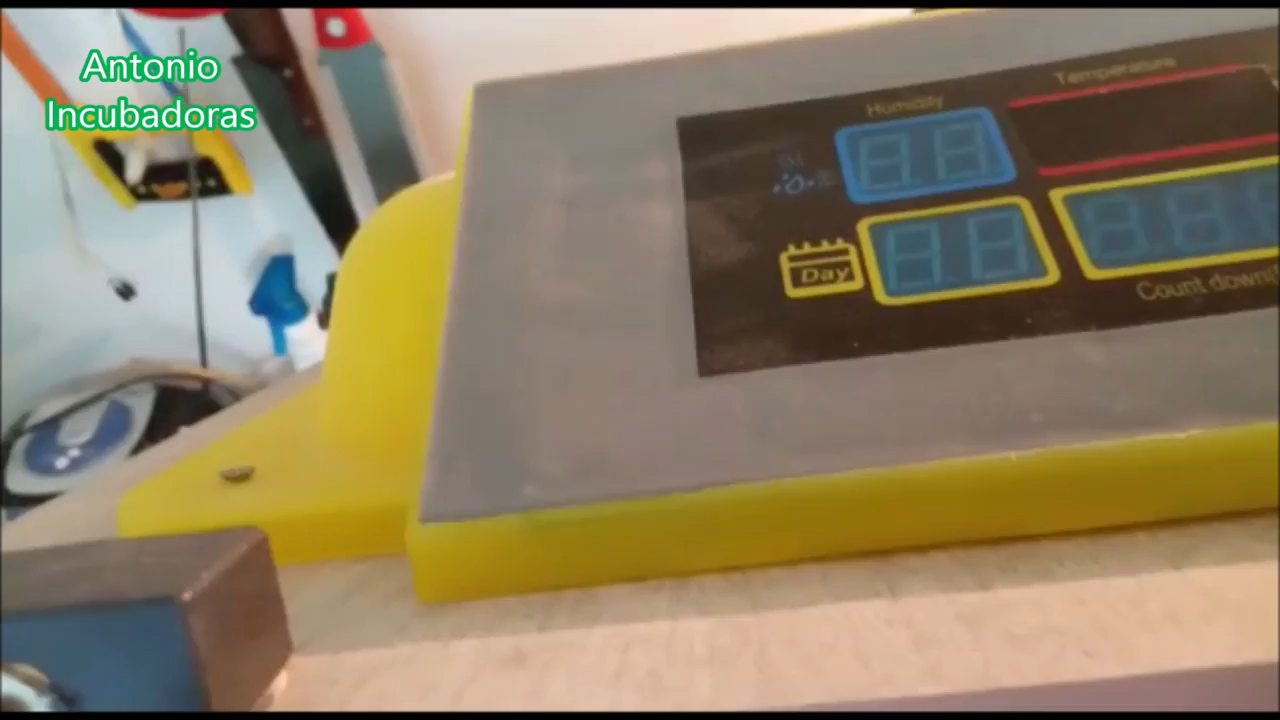 Antonio
Incubadoras
Temperature
Humidity
Day
Count down